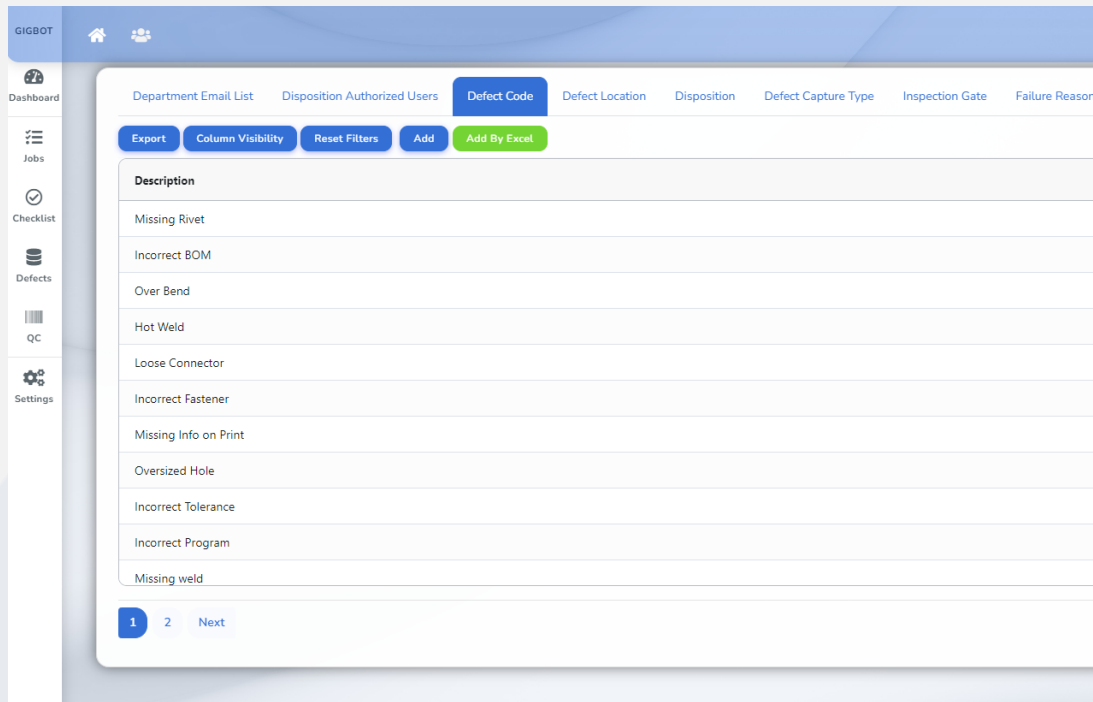 GIGBOT
Dashboard
Jobs
Checklist
Defects
QC
Settings
Department Email List Disposition Authorized Users Defect Code Defect Location Disposition Defect Capture Type Inspection Gate Failure Reason
Export Column Visibility Reset Filters Add Add By Excel
Description
Missing Rivet
Incorrect BOM
Over Bend
Hot Weld
Loose Connector
Incorrect Fastener
Missing Info on Print
Oversized Hole
Incorrect Tolerance
Incorrect Program
Missing weld
1 2 Next